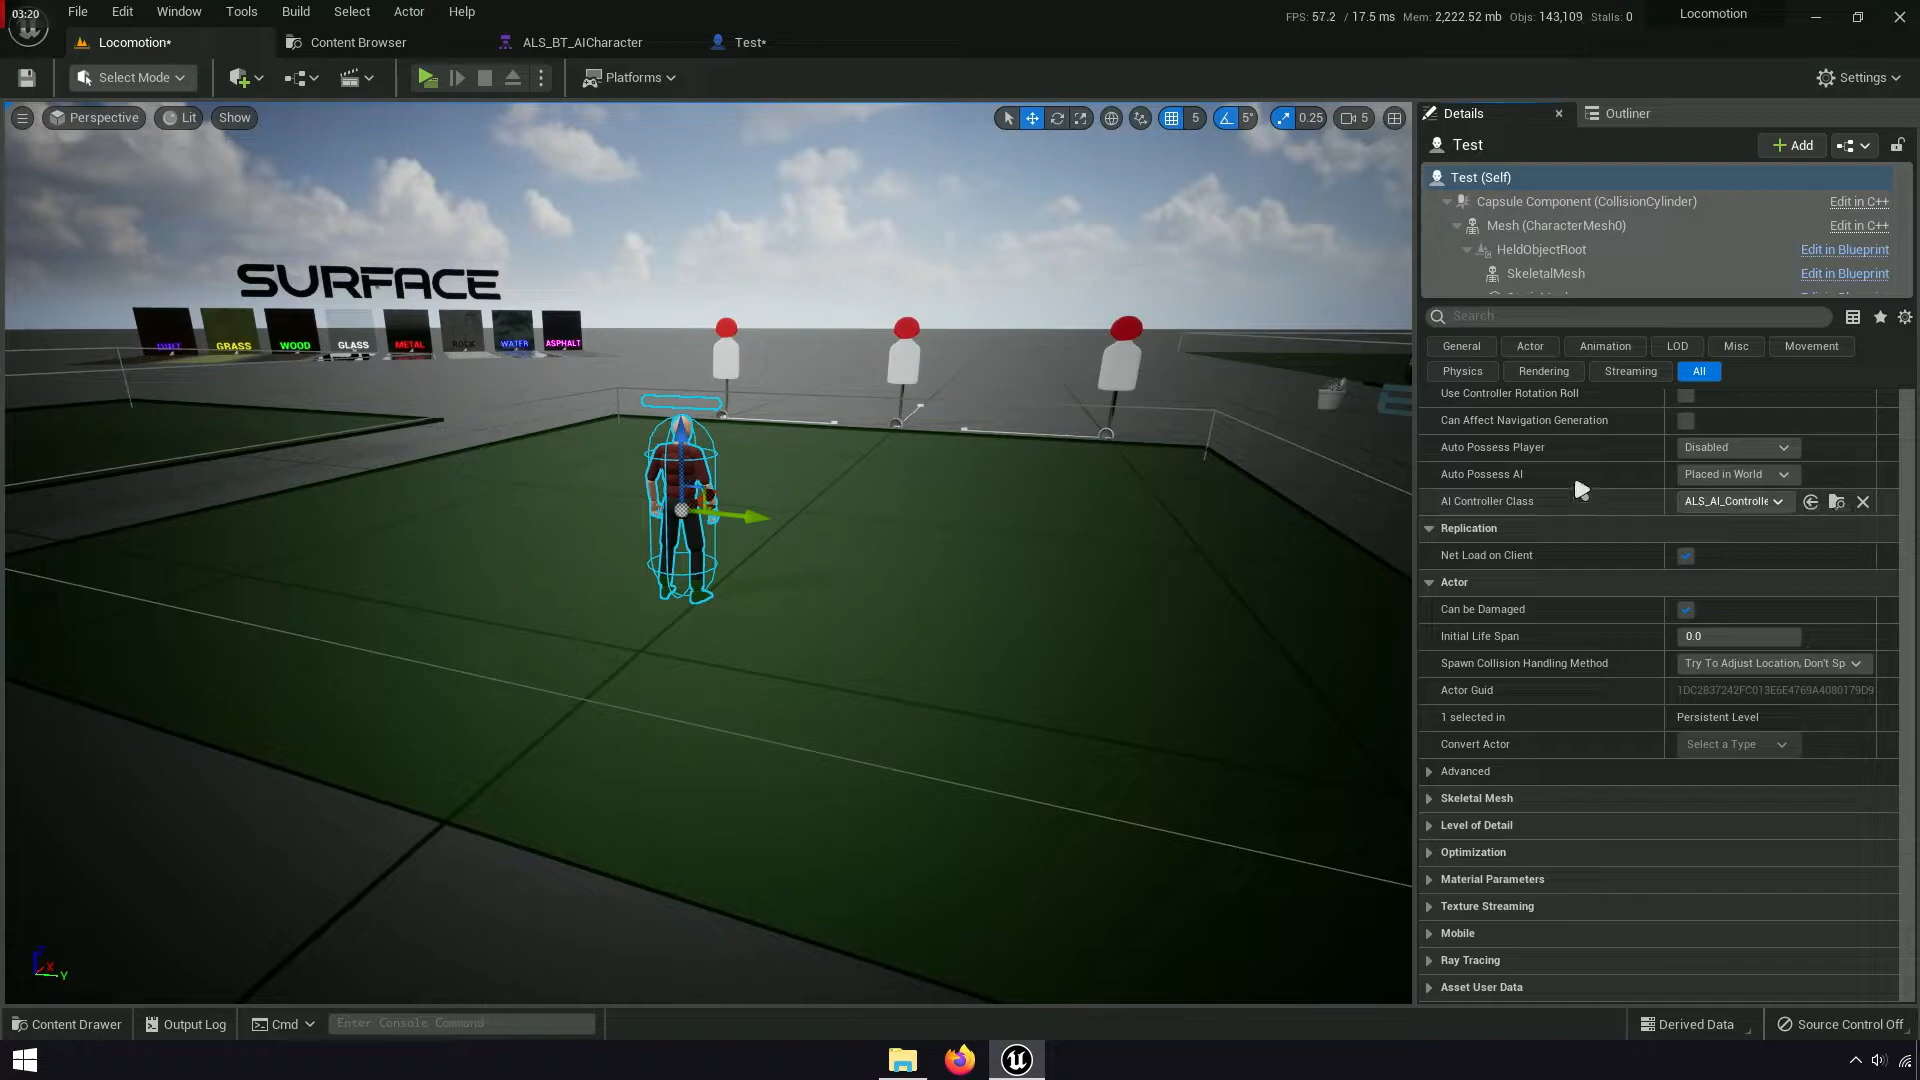 03:20
File Edit Window Tools Build Select Actor Help
FPS: 57.2 / 17.5 ms Mem: 2,222.52 mb Objs: 143,109 Stalls: 0
Locomotion
Locomotion*
Content Browser
ALS_BT_AICharacter
Test*
Select Mode
Platforms
Settings
Perspective
Lit
Show
5
5°
0.25
5
SURFACE
DIRT GRASS WOOD GLASS METAL ROCK WATER ASPHALT
Details
Outliner
Test
Add
Test (Self)
Capsule Component (CollisionCylinder) Edit in C++
Mesh (CharacterMesh0) Edit in C++
HeldObjectRoot Edit in Blueprint
SkeletalMesh Edit in Blueprint
Search
General Actor Animation LOD Misc Movement
Physics Rendering Streaming All
Use Controller Rotation Roll
Can Affect Navigation Generation
Auto Possess Player Disabled
Auto Possess AI Placed in World
AI Controller Class ALS_AI_Controlle
Replication
Net Load on Client
Actor
Can be Damaged
Initial Life Span 0.0
Spawn Collision Handling Method Try To Adjust Location, Don't Sp
Actor Guid 1DC2837242FC013E6E4769A4080179D9
1 selected in Persistent Level
Convert Actor Select a Type
Advanced
Skeletal Mesh
Level of Detail
Optimization
Material Parameters
Texture Streaming
Mobile
Ray Tracing
Asset User Data
X
Y
Content Drawer
Output Log
Cmd
Enter Console Command
Derived Data
Source Control Off